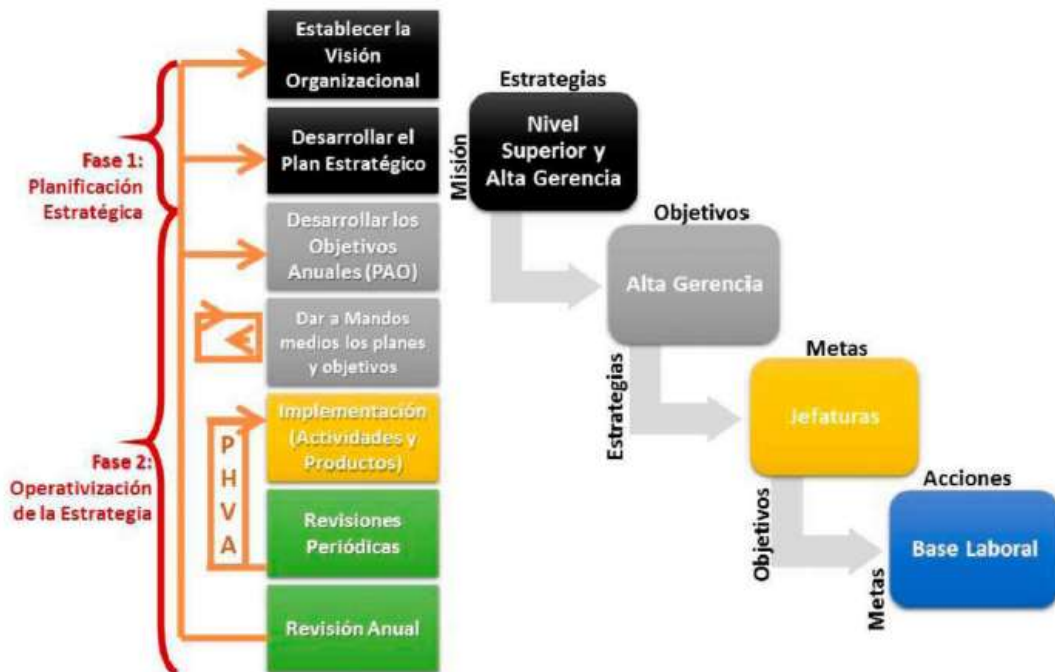 Fase 1:
Planificación
Estratégica
Fase 2:
Operativización
de la Estrategia
Establecer la
Visión
Organizacional
Desarrollar el
Plan Estratégico
Desarrollar los
Objetivos
Anuales (PAO)
Dar a Mandos
medios los planes
y objetivos
Implementación
(Actividades y
Productos)
P
H
V
A
Revisiones
Periódicas
Revisión Anual
Estrategias
Misión
Nivel
Superior y
Alta Gerencia
Objetivos
Estrategias
Alta Gerencia
Metas
Objetivos
Jefaturas
Acciones
Metas
Base Laboral